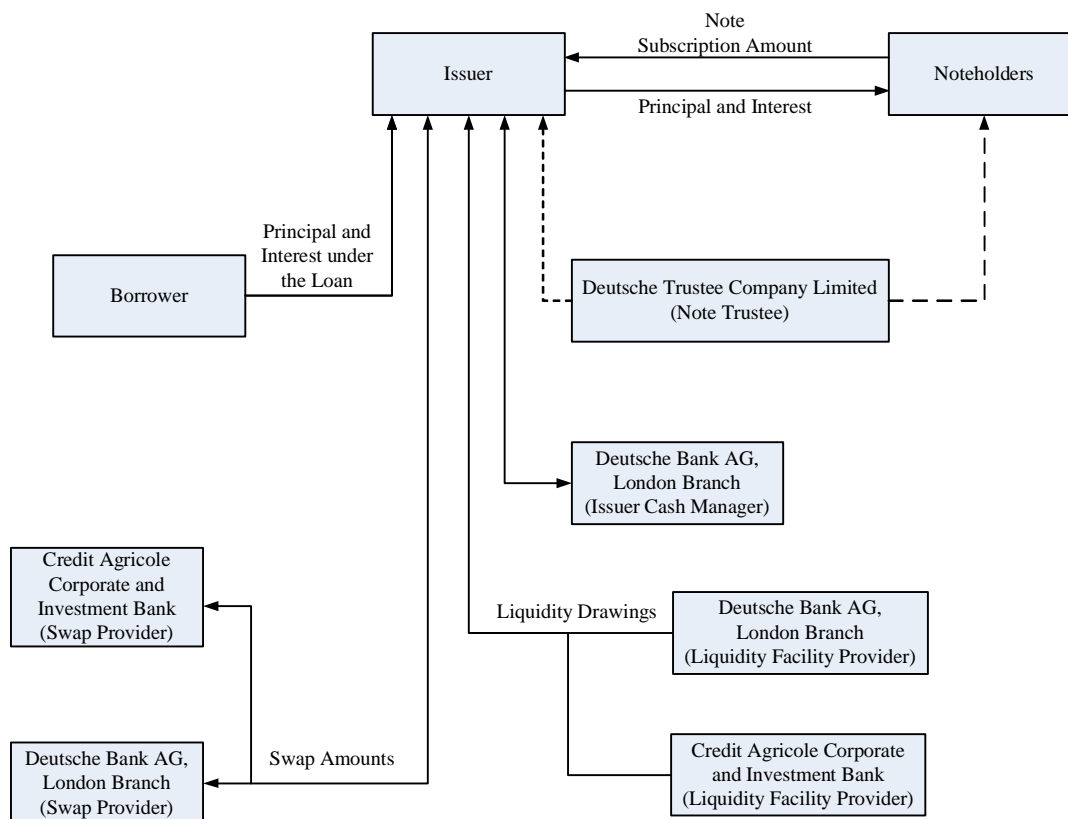 Note
Subscription Amount
Issuer
Noteholders
Principal and Interest
Principal and
Interest under
the Loan
Borrower
Deutsche Trustee Company Limited
(Note Trustee)
Deutsche Bank AG,
London Branch
(Issuer Cash Manager)
Credit Agricole
Corporate and
Investment Bank
(Swap Provider)
Liquidity Drawings
Deutsche Bank AG,
London Branch
(Liquidity Facility Provider)
Deutsche Bank AG,
London Branch
(Swap Provider)
Swap Amounts
Credit Agricole Corporate
and Investment Bank
(Liquidity Facility Provider)